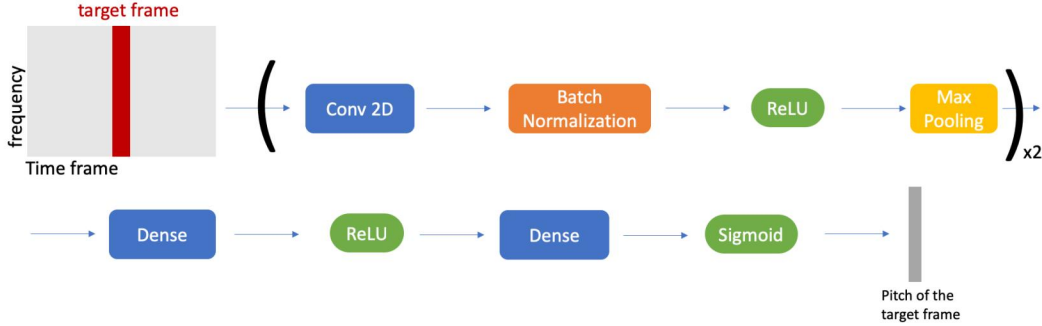 target frame
frequency
Time frame
(
Conv 2D
Batch
Normalization
ReLU
Max
Pooling
)
x2
Dense
ReLU
Dense
Sigmoid
Pitch of the
target frame